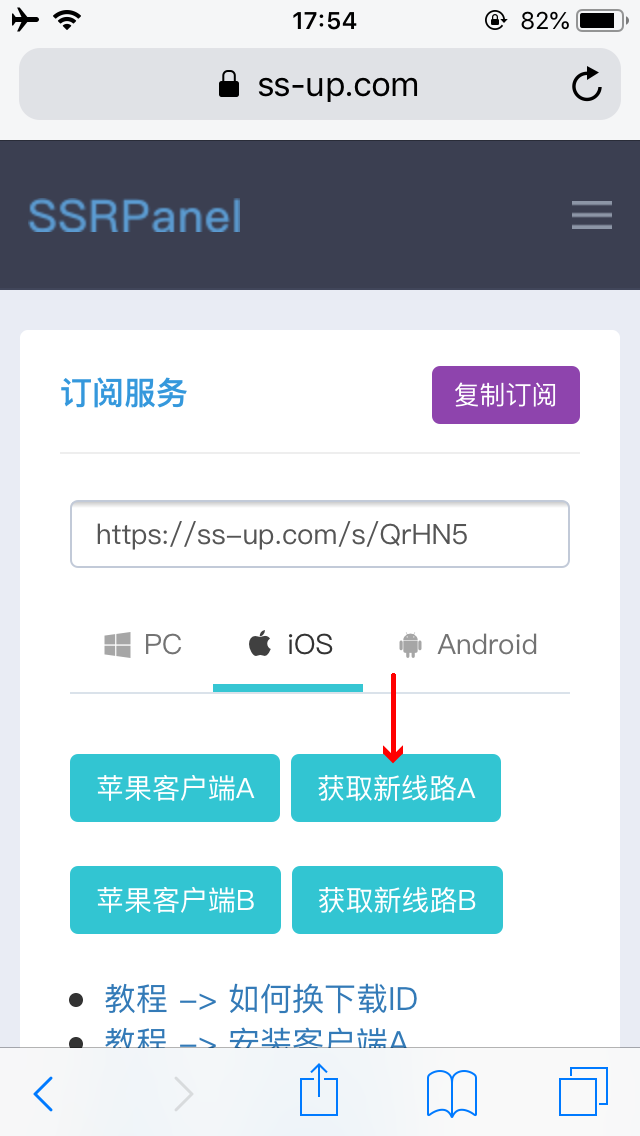 17:54
82%
ss-up.com
SSRPanel
订阅服务
复制订阅
https://ss-up.com/s/QrHN5
PC
iOS
Android
苹果客户端A
获取新线路A
苹果客户端B
获取新线路B
教程 -> 如何换下载ID
教程 -> 安装客户端A